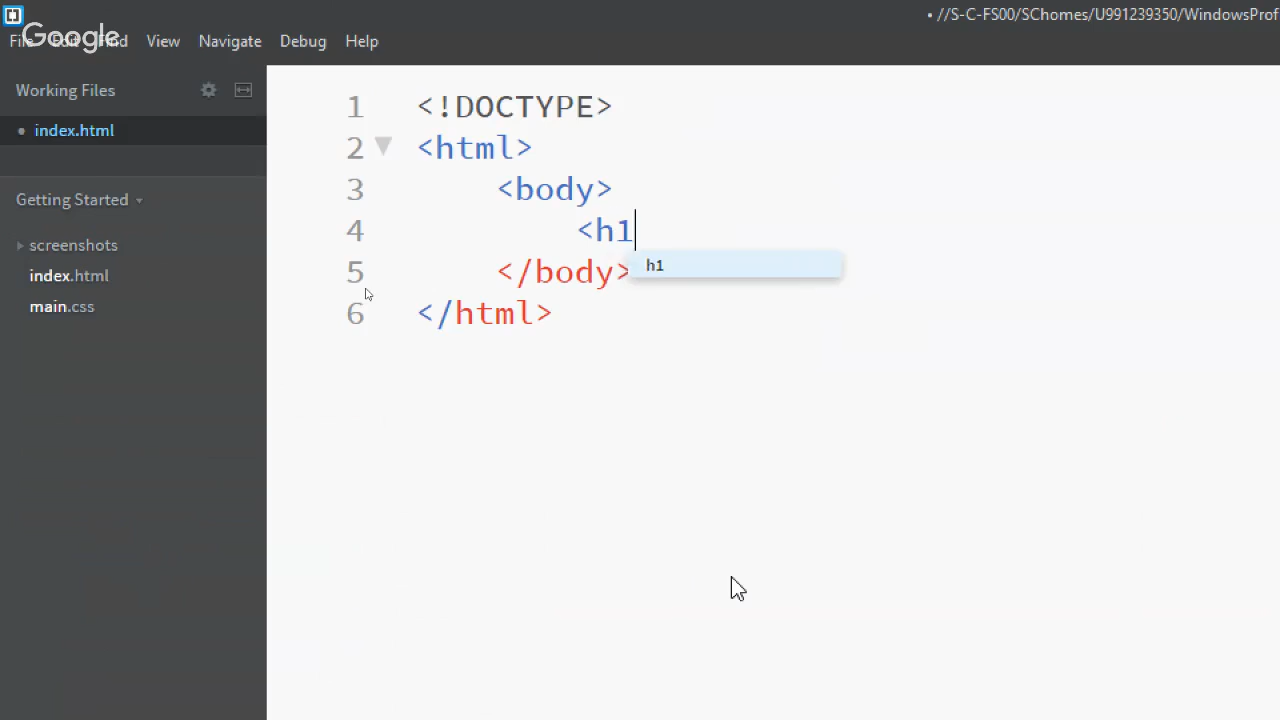 //S-C-FS00/SChomes/U991239350/WindowsProf
Google
File Edit Find View Navigate Debug Help
Working Files
index.html
Getting Started
screenshots
index.html
main.css
1 <!DOCTYPE>
2 <html>
3 <body>
4 <h1
h1
5 </body>
6 </html>